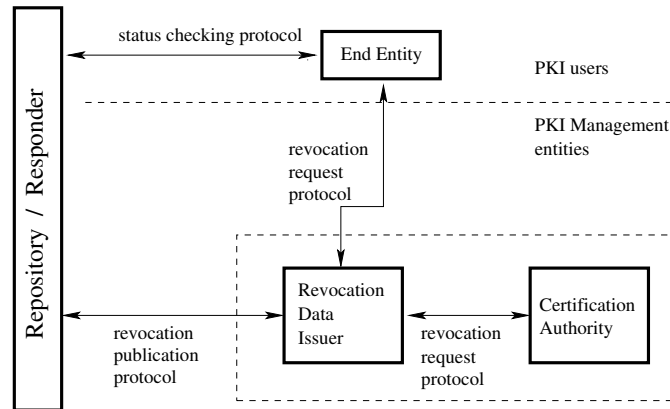 Repository / Responder
status checking protocol
End Entity
PKI users
PKI Management
entities
revocation
request
protocol
Revocation
Data
Issuer
Certification
Authority
revocation
publication
protocol
revocation
request
protocol